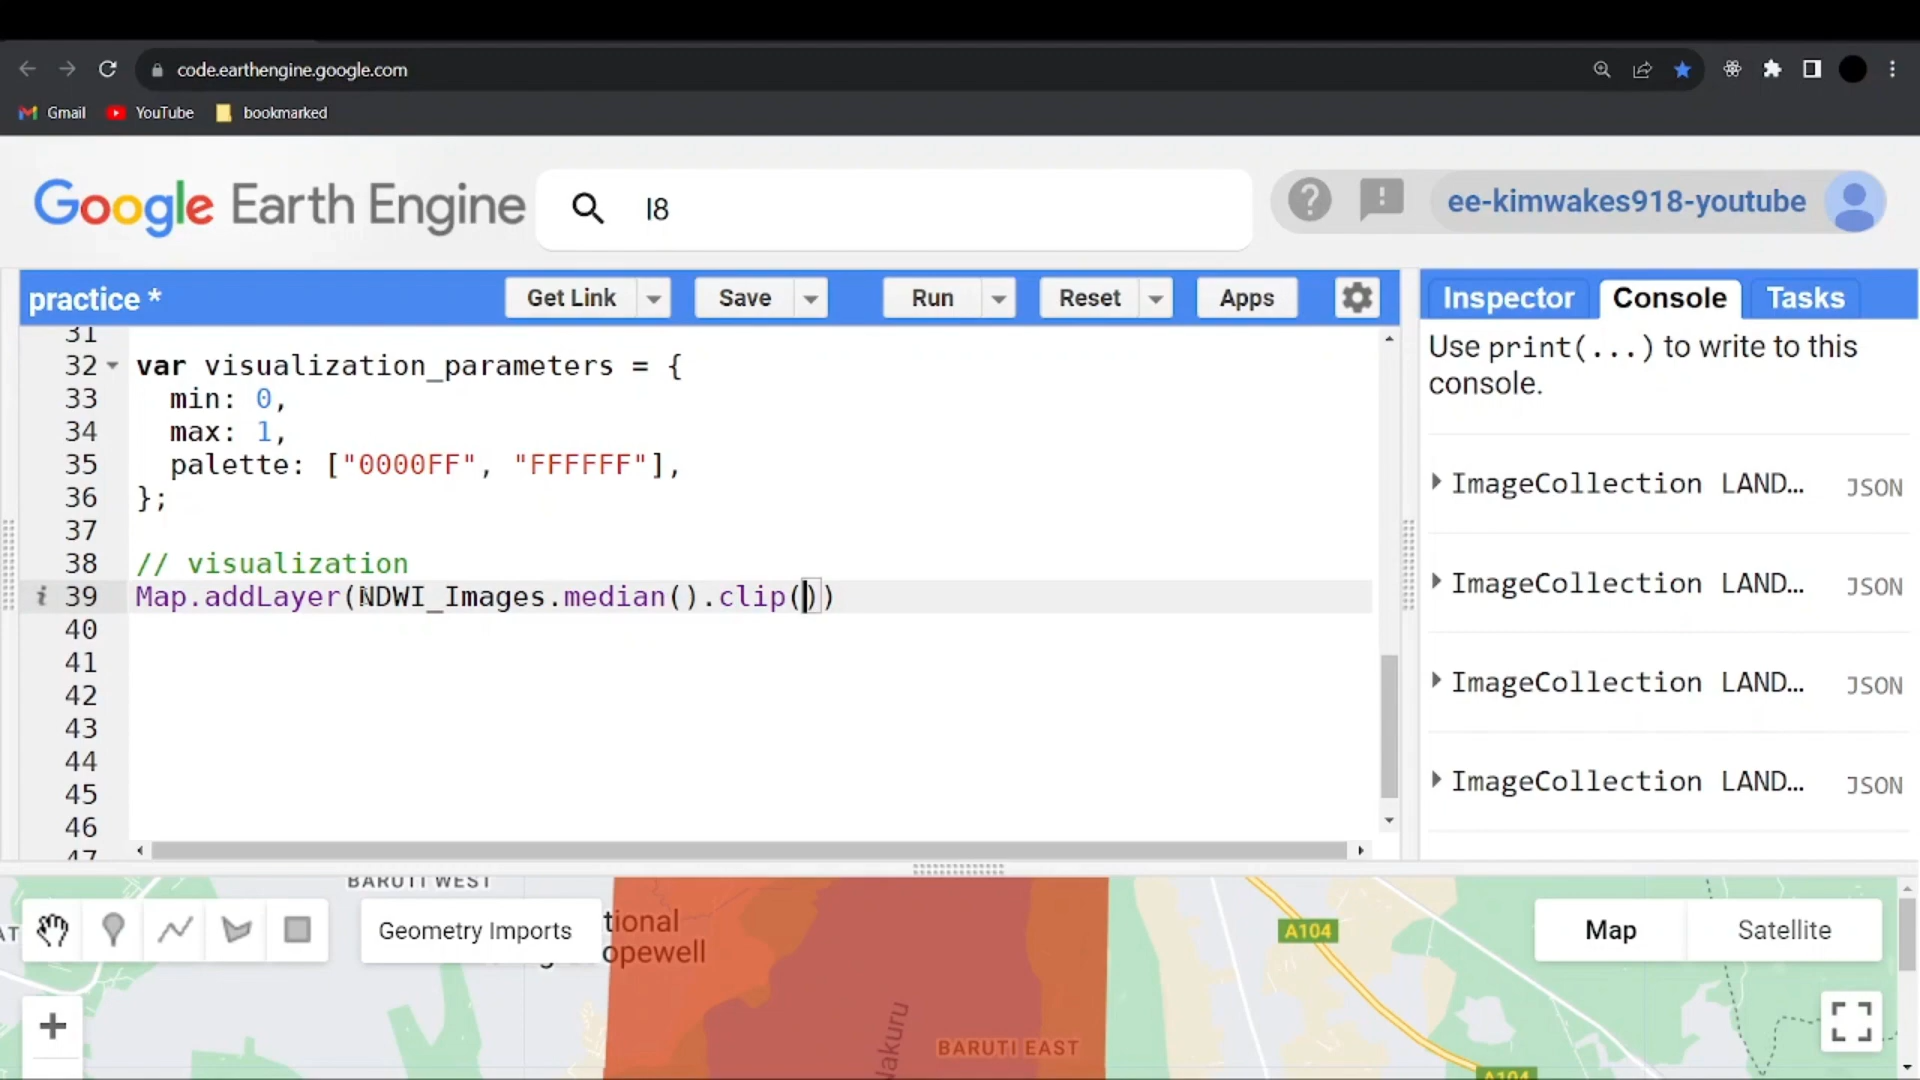 code.earthengine.google.com
Gmail YouTube bookmarked
Google Earth Engine l8 ee-kimwakes918-youtube
practice * Get Link Save Run Reset Apps Inspector Console Tasks
31
32 var visualization_parameters = {
33 min: 0,
34 max: 1,
35 palette: ["0000FF", "FFFFFF"],
36 };
37
38 // visualization
i 39 Map.addLayer(NDWI_Images.median().clip())
40
41
42
43
44
45
46
47
Use print(...) to write to this
console.
ImageCollection LAND... JSON
ImageCollection LAND... JSON
ImageCollection LAND... JSON
ImageCollection LAND... JSON
BARUTI WEST
Geometry Imports
tional
opewell
A104
Map Satellite
Nakuru
BARUTI EAST
A104